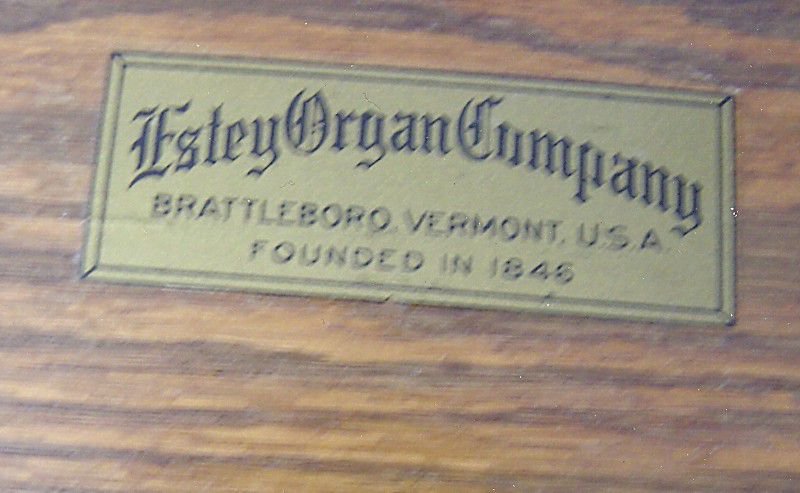 Estey Organ Company
BRATTLEBORO, VERMONT, U.S.A.
FOUNDED IN 1846